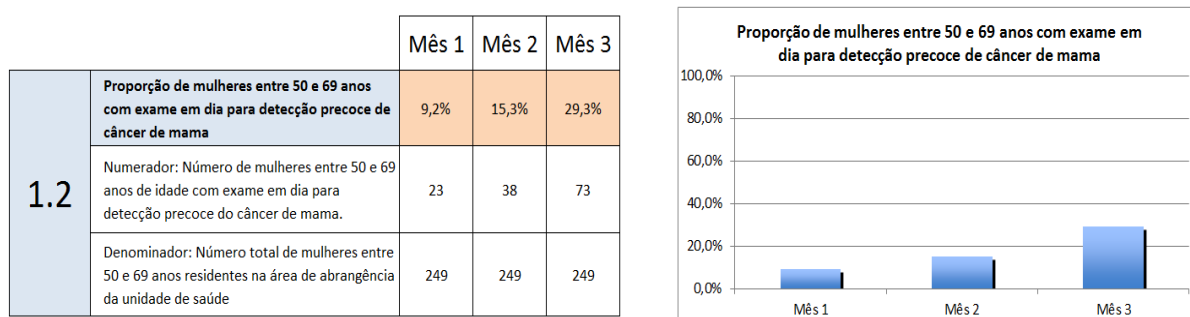 Mês 1 Mês 2 Mês 3
1.2
Proporção de mulheres entre 50 e 69 anos
com exame em dia para detecção precoce de
câncer de mama
9,2% 15,3% 29,3%
Numerador: Número de mulheres entre 50 e 69
anos de idade com exame em dia para
detecção precoce do câncer de mama.
23 38 73
Denominador: Número total de mulheres entre
50 e 69 anos residentes na área de abrangência
da unidade de saúde
249 249 249
Proporção de mulheres entre 50 e 69 anos com exame em
dia para detecção precoce de câncer de mama
100,0%
80,0%
60,0%
40,0%
20,0%
0,0%
Mês 1 Mês 2 Mês 3